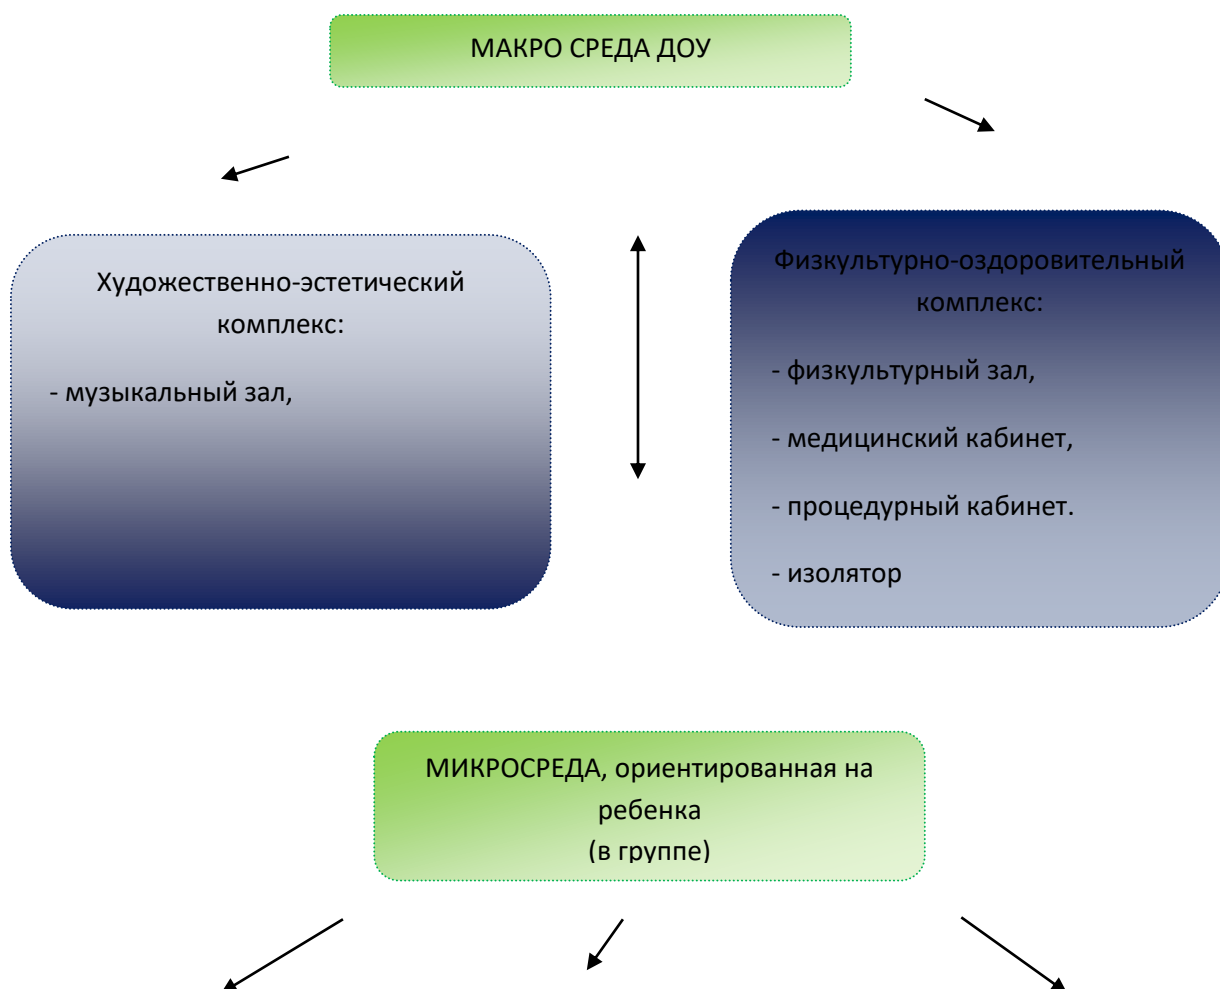 МАКРО СРЕДА ДОУ
Художественно-эстетический
комплекс:
- музыкальный зал,
Физкультурно-оздоровительный
комплекс:
- физкультурный зал,
- медицинский кабинет,
- процедурный кабинет.
- изолятор
МИКРОСРЕДА, ориентированная на
ребенка
(в группе)